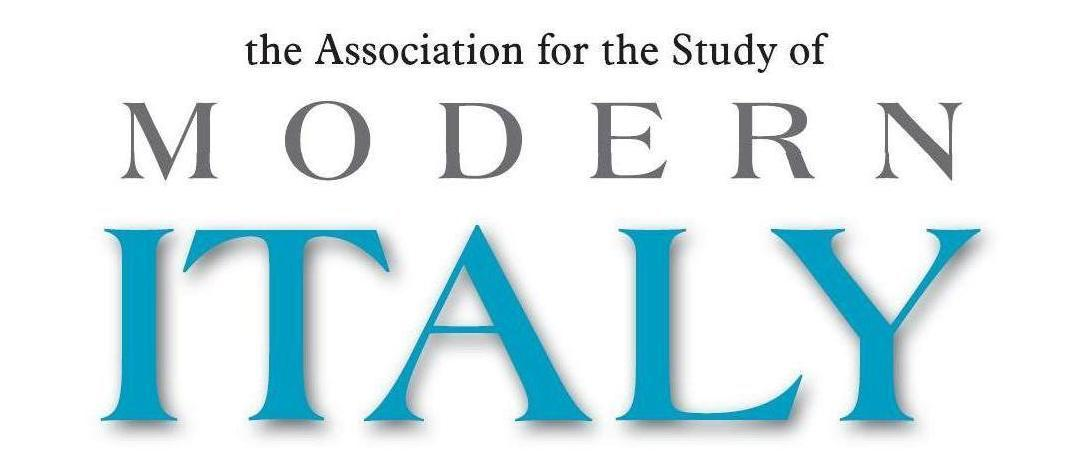 the Association for the Study of
MODERN
ITALY